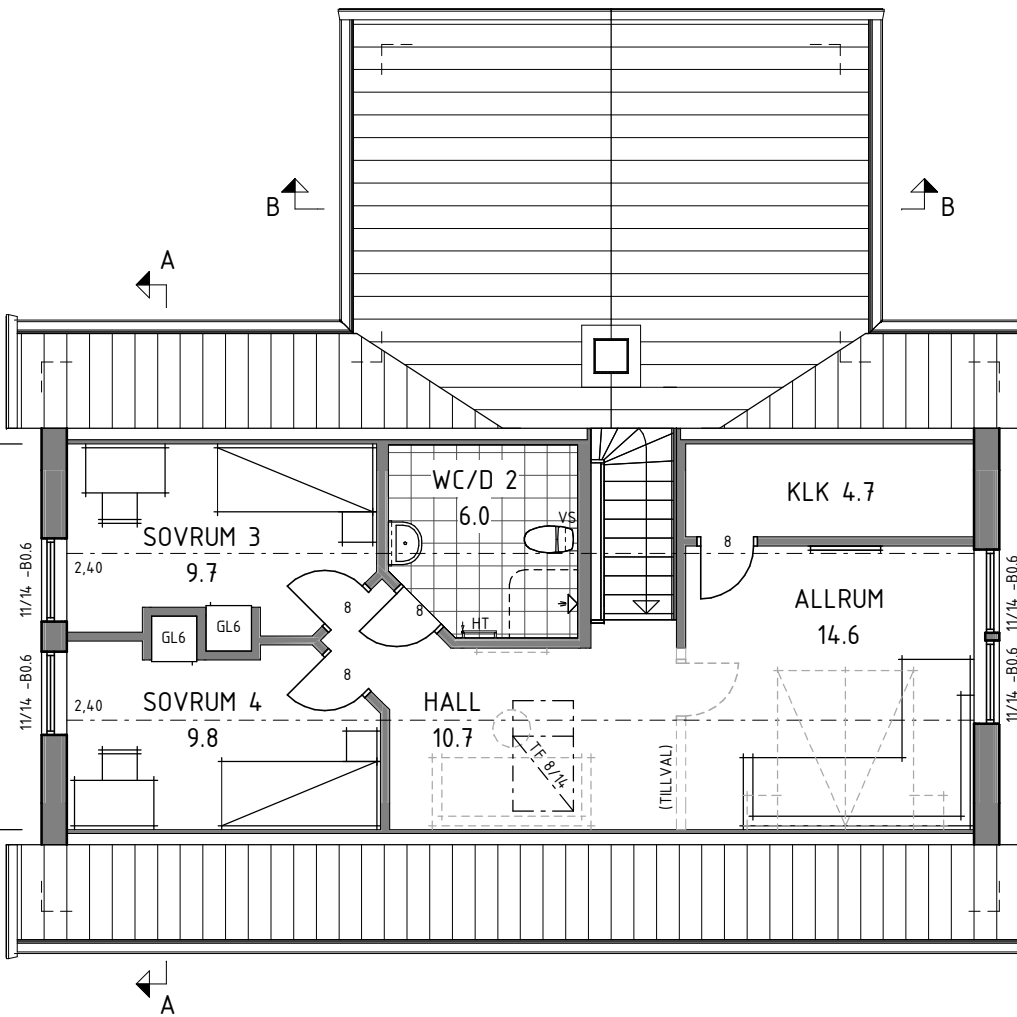 B
B
A
WC/D 2
6.0
VS
KLK 4.7
SOVRUM 3
9.7
2,40
11/14 -B0.6
8
8
8
8
ALLRUM
14.6
11/14 -B0.6
GL6
GL6
HT
11/14 -B0.6
2,40
SOVRUM 4
9.8
HALL
10.7
TF 8/14
(TILLVAL)
11/14 -B0.6
A